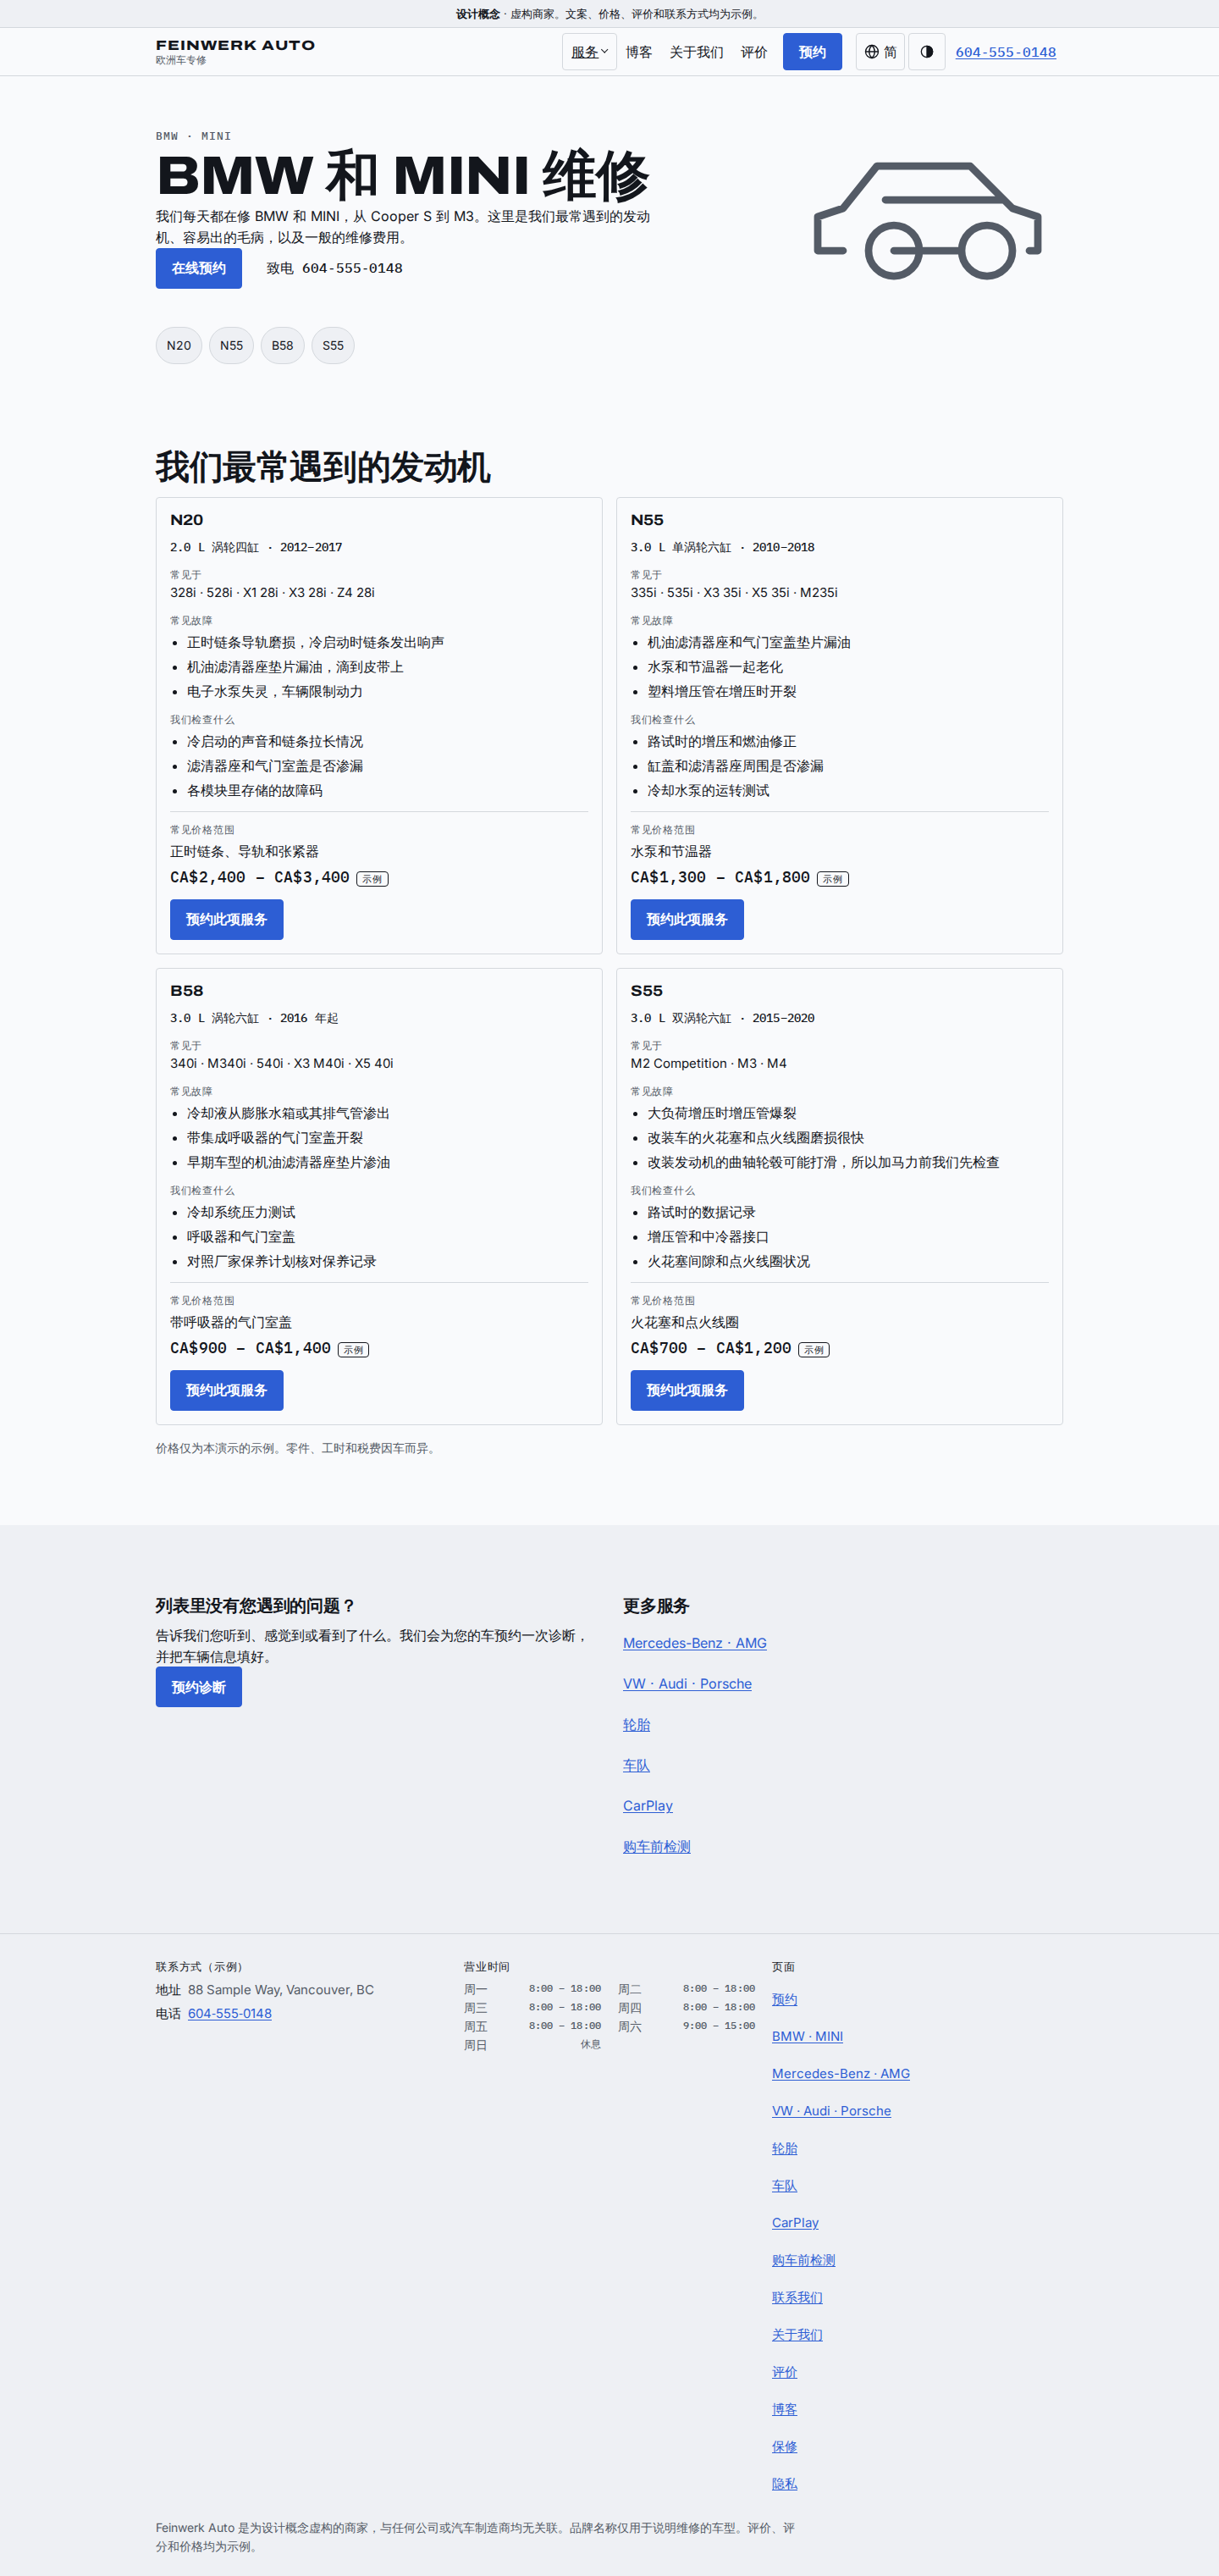 设计概念 · 虚构商家。文案、价格、评价和联系方式均为示例。
FEINWERK AUTO
欧洲车专修
服务 博客 关于我们 评价 预约 简 604-555-0148
BMW · MINI
BMW 和 MINI 维修
我们每天都在修 BMW 和 MINI，从 Cooper S 到 M3。这里是我们最常遇到的发动
机、容易出的毛病，以及一般的维修费用。
在线预约 致电 604-555-0148
N20 N55 B58 S55
我们最常遇到的发动机
N20
2.0 L 涡轮四缸 · 2012–2017
常见于
328i · 528i · X1 28i · X3 28i · Z4 28i
常见故障
正时链条导轨磨损，冷启动时链条发出响声
机油滤清器座垫片漏油，滴到皮带上
电子水泵失灵，车辆限制动力
我们检查什么
冷启动的声音和链条拉长情况
滤清器座和气门室盖是否渗漏
各模块里存储的故障码
常见价格范围
正时链条、导轨和张紧器
CA$2,400 – CA$3,400 示例
预约此项服务
N55
3.0 L 单涡轮六缸 · 2010–2018
常见于
335i · 535i · X3 35i · X5 35i · M235i
常见故障
机油滤清器座和气门室盖垫片漏油
水泵和节温器一起老化
塑料增压管在增压时开裂
我们检查什么
路试时的增压和燃油修正
缸盖和滤清器座周围是否渗漏
冷却水泵的运转测试
常见价格范围
水泵和节温器
CA$1,300 – CA$1,800 示例
预约此项服务
B58
3.0 L 涡轮六缸 · 2016 年起
常见于
340i · M340i · 540i · X3 M40i · X5 40i
常见故障
冷却液从膨胀水箱或其排气管渗出
带集成呼吸器的气门室盖开裂
早期车型的机油滤清器座垫片渗油
我们检查什么
冷却系统压力测试
呼吸器和气门室盖
对照厂家保养计划核对保养记录
常见价格范围
带呼吸器的气门室盖
CA$900 – CA$1,400 示例
预约此项服务
S55
3.0 L 双涡轮六缸 · 2015–2020
常见于
M2 Competition · M3 · M4
常见故障
大负荷增压时增压管爆裂
改装车的火花塞和点火线圈磨损很快
改装发动机的曲轴轮毂可能打滑，所以加马力前我们先检查
我们检查什么
路试时的数据记录
增压管和中冷器接口
火花塞间隙和点火线圈状况
常见价格范围
火花塞和点火线圈
CA$700 – CA$1,200 示例
预约此项服务
价格仅为本演示的示例。零件、工时和税费因车而异。
列表里没有您遇到的问题？
告诉我们您听到、感觉到或看到了什么。我们会为您的车预约一次诊断，
并把车辆信息填好。
预约诊断
更多服务
Mercedes-Benz · AMG
VW · Audi · Porsche
轮胎
车队
CarPlay
购车前检测
联系方式（示例）
地址 88 Sample Way, Vancouver, BC
电话 604-555-0148
营业时间
周一 8:00 – 18:00 周二 8:00 – 18:00
周三 8:00 – 18:00 周四 8:00 – 18:00
周五 8:00 – 18:00 周六 9:00 – 15:00
周日 休息
页面
预约
BMW · MINI
Mercedes-Benz · AMG
VW · Audi · Porsche
轮胎
车队
CarPlay
购车前检测
联系我们
关于我们
评价
博客
保修
隐私
Feinwerk Auto 是为设计概念虚构的商家，与任何公司或汽车制造商均无关联。品牌名称仅用于说明维修的车型。评价、评
分和价格均为示例。